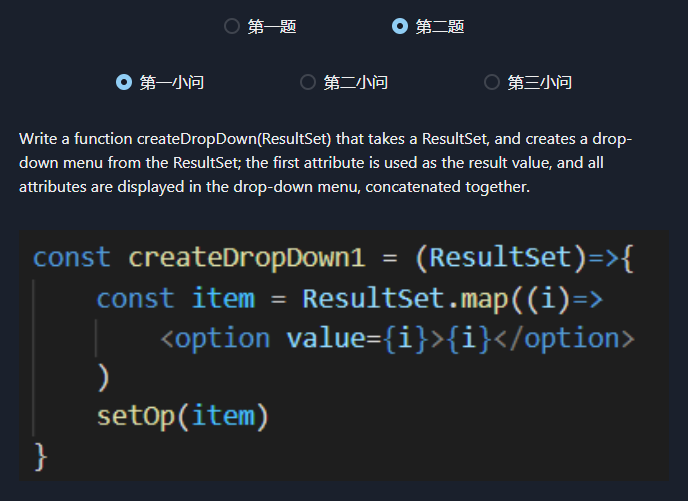 第一题 第二题
第一小问 第二小问 第三小问
Write a function createDropDown(ResultSet) that takes a ResultSet, and creates a drop-
down menu from the ResultSet; the first attribute is used as the result value, and all
attributes are displayed in the drop-down menu, concatenated together.
const createDropDown1 = (ResultSet)=>{
    const item = ResultSet.map((i)=>
        <option value={i}>{i}</option>
    )
    setOp(item)
}